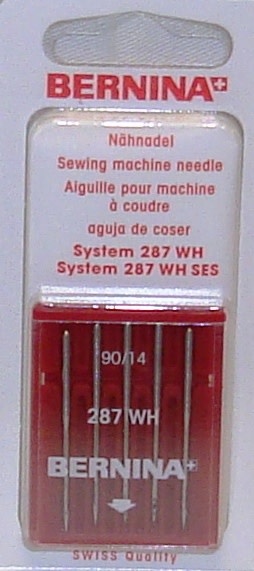 BERNINA+
Nähnadel
Sewing machine needle
Aiguille pour machine
à coudre
aguja de coser
System 287 WH
System 287 WH SES
90/14
287 WH
BERNINA+
swiss quality